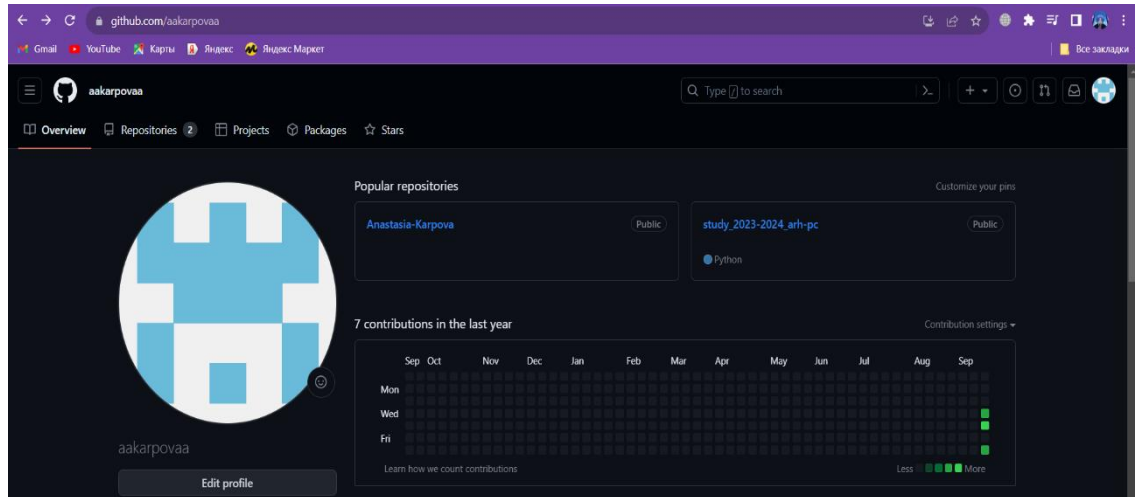 github.com/aakarpovaa
Gmail YouTube Карты Яндекс Яндекс Маркет Все закладки
aakarpovaa Type / to search
Overview Repositories 2 Projects Packages Stars
Popular repositories Customize your pins
Anastasia-Karpova Public study_2023-2024_arh-pc Public
Python
7 contributions in the last year Contribution settings
Sep Oct Nov Dec Jan Feb Mar Apr May Jun Jul Aug Sep
Mon
Wed
Fri
aakarpovaa
Learn how we count contributions Less More
Edit profile